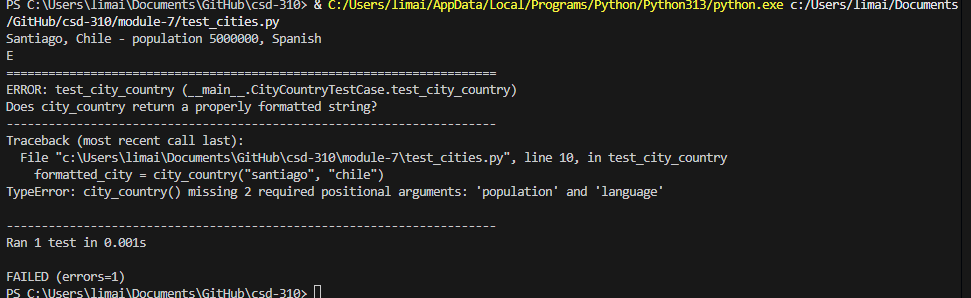 PS C:\Users\limai\Documents\GitHub\csd-310> & C:/Users/limai/AppData/Local/Programs/Python/Python313/python.exe c:/Users/limai/Documents
/GitHub/csd-310/module-7/test_cities.py
Santiago, Chile - population 5000000, Spanish
E
======================================================================
ERROR: test_city_country (__main__.CityCountryTestCase.test_city_country)
Does city_country return a properly formatted string?
----------------------------------------------------------------------
Traceback (most recent call last):
  File "c:\Users\limai\Documents\GitHub\csd-310\module-7\test_cities.py", line 10, in test_city_country
    formatted_city = city_country("santiago", "chile")
TypeError: city_country() missing 2 required positional arguments: 'population' and 'language'
----------------------------------------------------------------------
Ran 1 test in 0.001s
FAILED (errors=1)
PS C:\Users\limai\Documents\GitHub\csd-310>